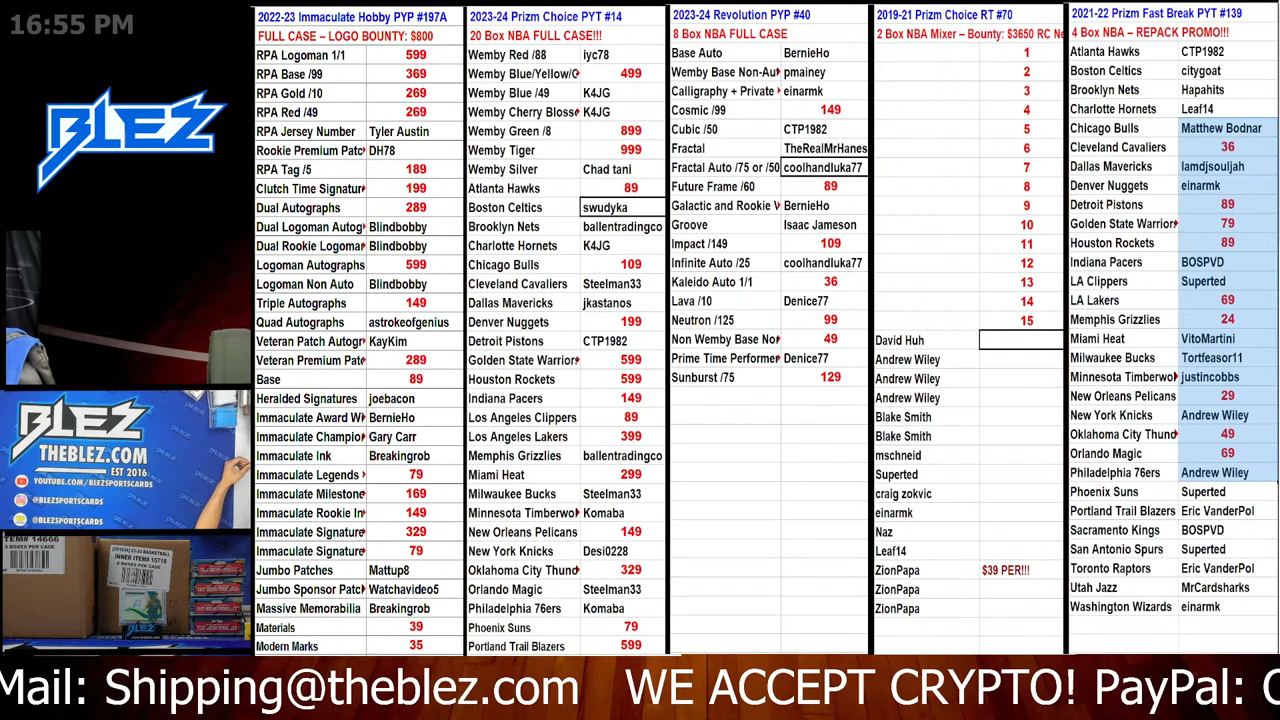 16:55 PM
BLEZ
BLEZ
THEBLEZ.COM
EST 2016
YOUTUBE.COM/BLEZSPORTSCARDS
@BLEZSPORTSCARDS
@BLEZSPORTSCARDS
ITEM# 14666
INNER ITEM# 15718
2022-23 Immaculate Hobby PYP #197A
FULL CASE – LOGO BOUNTY: $800
RPA Logoman 1/1 599
RPA Base /99 369
RPA Gold /10 269
RPA Red /49 269
RPA Jersey Number Tyler Austin
Rookie Premium Patc DH78
RPA Tag /5 189
Clutch Time Signatur 199
Dual Autographs 289
Dual Logoman Autog Blindbobby
Dual Rookie Logoma Blindbobby
Logoman Autographs 599
Logoman Non Auto Blindbobby
Triple Autographs 149
Quad Autographs astrokeofgenius
Veteran Patch Autogr KayKim
Veteran Premium Pat 289
Base 89
Heralded Signatures joebacon
Immaculate Award Wi BernieHo
Immaculate Champio Gary Carr
Immaculate Ink Breakingrob
Immaculate Legends 79
Immaculate Milestone 169
Immaculate Rookie In 149
Immaculate Signature 329
Immaculate Signature 79
Jumbo Patches Mattup8
Jumbo Sponsor Patc Watchavideo5
Massive Memorabilia Breakingrob
Materials 39
Modern Marks 35
2023-24 Prizm Choice PYT #14
20 Box NBA FULL CASE!!!
Wemby Red /88 iyc78
Wemby Blue/Yellow/G 499
Wemby Blue /49 K4JG
Wemby Cherry Bloss K4JG
Wemby Green /8 899
Wemby Tiger 999
Wemby Silver Chad tani
Atlanta Hawks 89
Boston Celtics swudyka
Brooklyn Nets ballentradingco
Charlotte Hornets K4JG
Chicago Bulls 109
Cleveland Cavaliers Steelman33
Dallas Mavericks jkastanos
Denver Nuggets 199
Detroit Pistons CTP1982
Golden State Warrior 599
Houston Rockets 599
Indiana Pacers 149
Los Angeles Clippers 89
Los Angeles Lakers 399
Memphis Grizzlies ballentradingco
Miami Heat 299
Milwaukee Bucks Steelman33
Minnesota Timberwo Komaba
New Orleans Pelicans 149
New York Knicks Desi0228
Oklahoma City Thund 329
Orlando Magic Steelman33
Philadelphia 76ers Komaba
Phoenix Suns 79
Portland Trail Blazers 599
2023-24 Revolution PYP #40
8 Box NBA FULL CASE
Base Auto BernieHo
Wemby Base Non-Au pmainey
Calligraphy + Private einarmk
Cosmic /99 149
Cubic /50 CTP1982
Fractal TheRealMrHanes
Fractal Auto /75 or /50 coolhandluka77
Future Frame /60 89
Galactic and Rookie V BernieHo
Groove Isaac Jameson
Impact /149 109
Infinite Auto /25 coolhandluka77
Kaleido Auto 1/1 36
Lava /10 Denice77
Neutron /125 99
Non Wemby Base No 49
Prime Time Performer Denice77
Sunburst /75 129
2019-21 Prizm Choice RT #70
2 Box NBA Mixer – Bounty: $3650 RC Ne
1
2
3
4
5
6
7
8
9
10
11
12
13
14
15
David Huh
Andrew Wiley
Andrew Wiley
Andrew Wiley
Blake Smith
Blake Smith
mschneid
Superted
craig zokvic
einarmk
Naz
Leaf14
ZionPapa $39 PER!!!
ZionPapa
ZionPapa
2021-22 Prizm Fast Break PYT #139
4 Box NBA – REPACK PROMO!!!
Atlanta Hawks CTP1982
Boston Celtics citygoat
Brooklyn Nets Hapahits
Charlotte Hornets Leaf14
Chicago Bulls Matthew Bodnar
Cleveland Cavaliers 36
Dallas Mavericks Iamdjsouljah
Denver Nuggets einarmk
Detroit Pistons 89
Golden State Warrior 79
Houston Rockets 89
Indiana Pacers BOSPVD
LA Clippers Superted
LA Lakers 69
Memphis Grizzlies 24
Miami Heat VitoMartini
Milwaukee Bucks Tortfeasor11
Minnesota Timberwo justincobbs
New Orleans Pelicans 29
New York Knicks Andrew Wiley
Oklahoma City Thund 49
Orlando Magic 69
Philadelphia 76ers Andrew Wiley
Phoenix Suns Superted
Portland Trail Blazers Eric VanderPol
Sacramento Kings BOSPVD
San Antonio Spurs Superted
Toronto Raptors Eric VanderPol
Utah Jazz MrCardsharks
Washington Wizards einarmk
Mail: Shipping@theblez.com WE ACCEPT CRYPTO! PayPal: